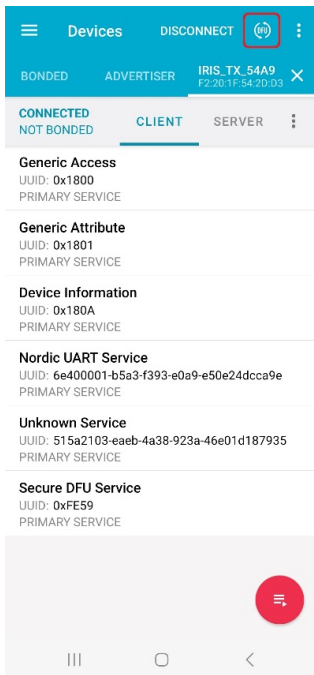 Devices DISCONNECT DFU
BONDED ADVERTISER IRIS_TX_54A9
F2:20:1F:54:2D:D3
CONNECTED
NOT BONDED CLIENT SERVER
Generic Access
UUID: 0x1800
PRIMARY SERVICE
Generic Attribute
UUID: 0x1801
PRIMARY SERVICE
Device Information
UUID: 0x180A
PRIMARY SERVICE
Nordic UART Service
UUID: 6e400001-b5a3-f393-e0a9-e50e24dcca9e
PRIMARY SERVICE
Unknown Service
UUID: 515a2103-eaeb-4a38-923a-46e01d187935
PRIMARY SERVICE
Secure DFU Service
UUID: 0xFE59
PRIMARY SERVICE